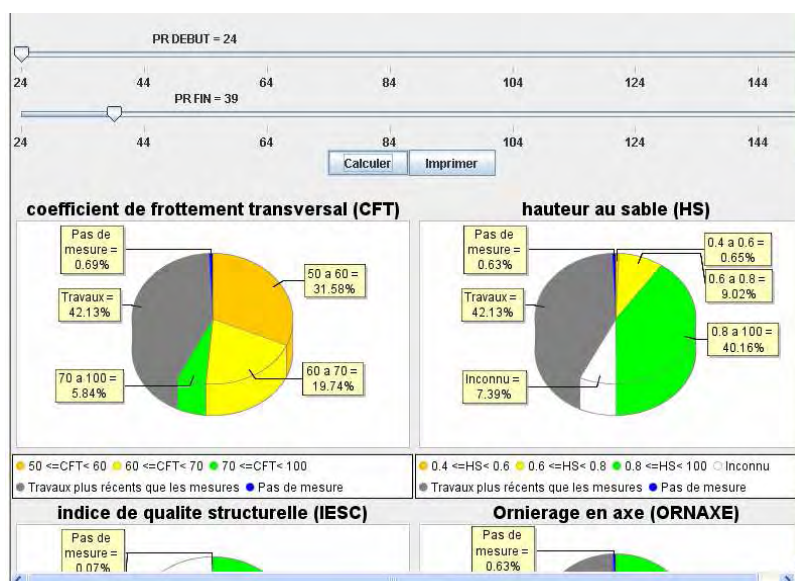 PR DEBUT = 24
24 44 64 84 104 124 144
PR FIN = 39
24 44 64 84 104 124 144
Calculer Imprimer
coefficient de frottement transversal (CFT)
Pas de
mesure =
0.69%
50 a 60 =
31.58%
Travaux =
42.13%
60 a 70 =
19.74%
70 a 100 =
5.84%
50 <=CFT< 60 60 <=CFT< 70 70 <=CFT< 100
Travaux plus récents que les mesures Pas de mesure
hauteur au sable (HS)
Pas de
mesure =
0.63%
0.4 a 0.6 =
0.65%
0.6 a 0.8 =
9.02%
Travaux =
42.13%
0.8 a 100 =
40.16%
Inconnu =
7.39%
0.4 <=HS< 0.6 0.6 <=HS< 0.8 0.8 <=HS< 100 Inconnu
Travaux plus récents que les mesures Pas de mesure
indice de qualite structurelle (IESC)
Pas de
mesure =
0.07%
Ornierage en axe (ORNAXE)
Pas de
mesure =
0.63%